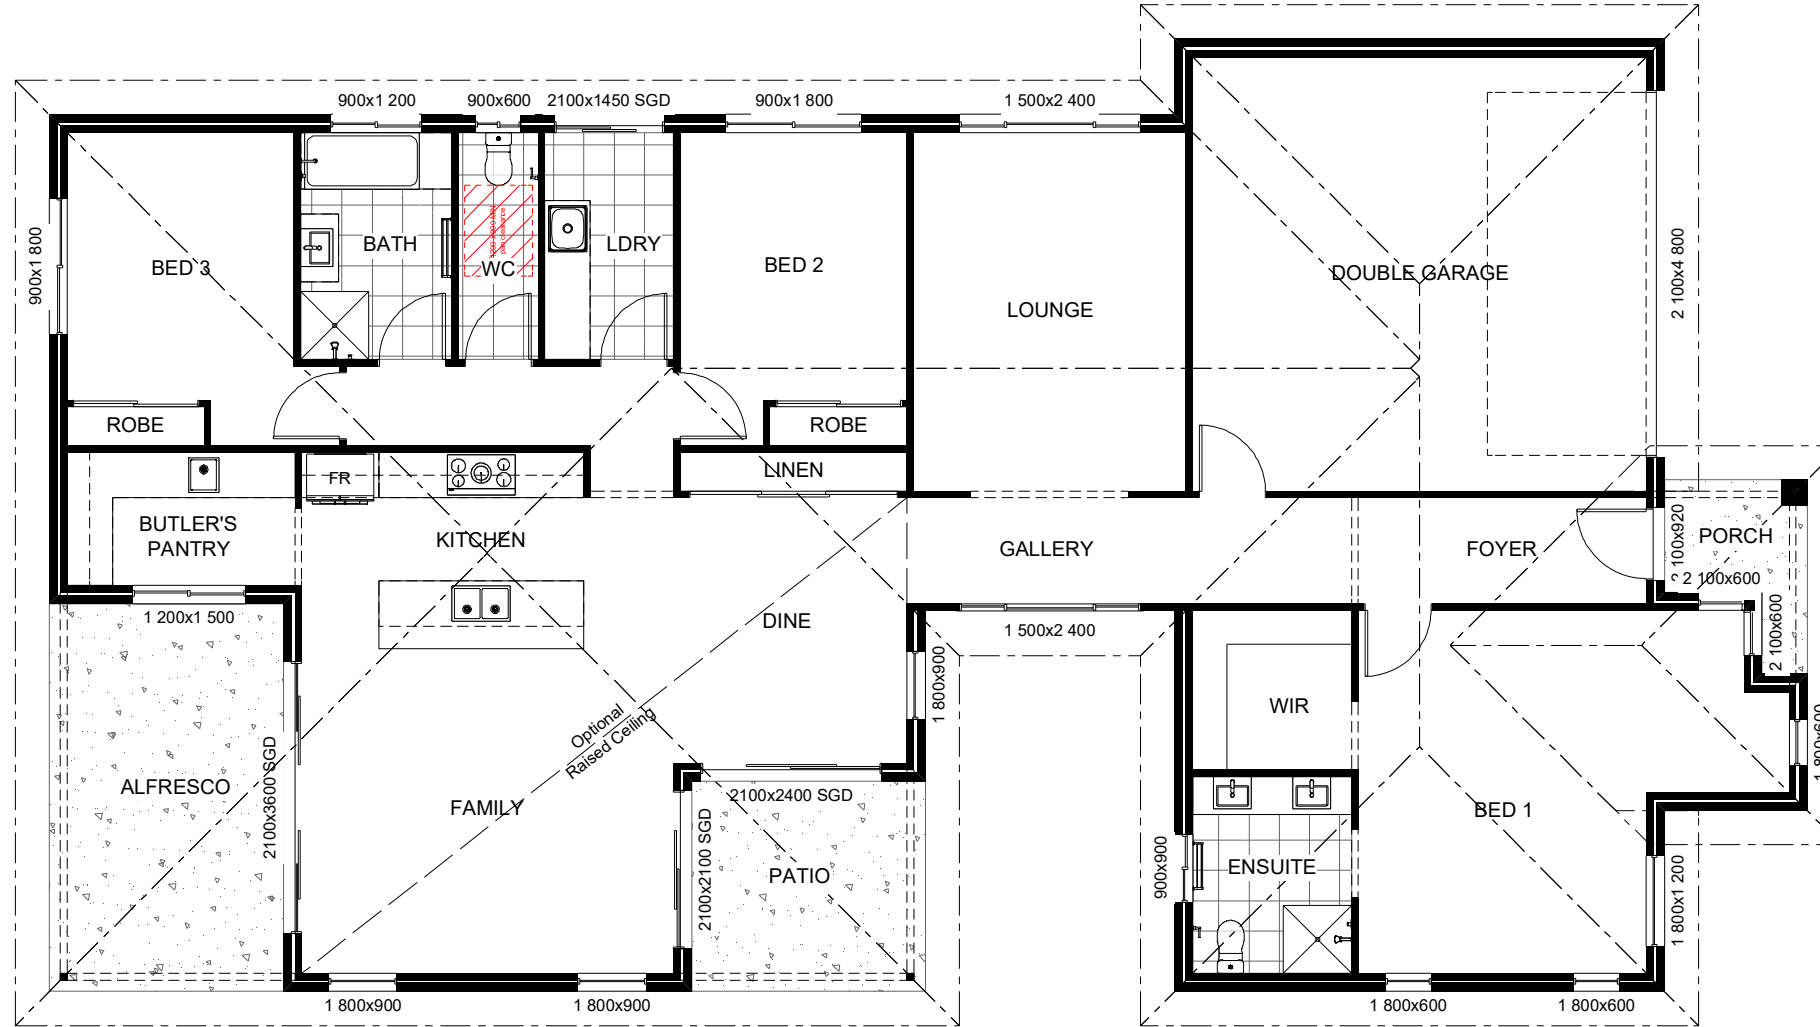 900x1 200
900x600
2100x1450 SGD
900x1 800
1 500x2 400
900x1 800
BED 3
BATH
WC
LDRY
BED 2
LOUNGE
DOUBLE GARAGE
2 100x4 800
ROBE
ROBE
FR
LINEN
BUTLER'S
PANTRY
KITCHEN
GALLERY
FOYER
2 100x920
PORCH
2 100x600
2 100x600
1 200x1 500
DINE
1 500x2 400
1 800x900
WIR
Optional
Raised Ceiling
1 800x600
ALFRESCO
2100x3600 SGD
FAMILY
2100x2400 SGD
2100x2100 SGD
PATIO
900x900
ENSUITE
BED 1
1 800x1 200
1 800x900
1 800x900
1 800x600
1 800x600